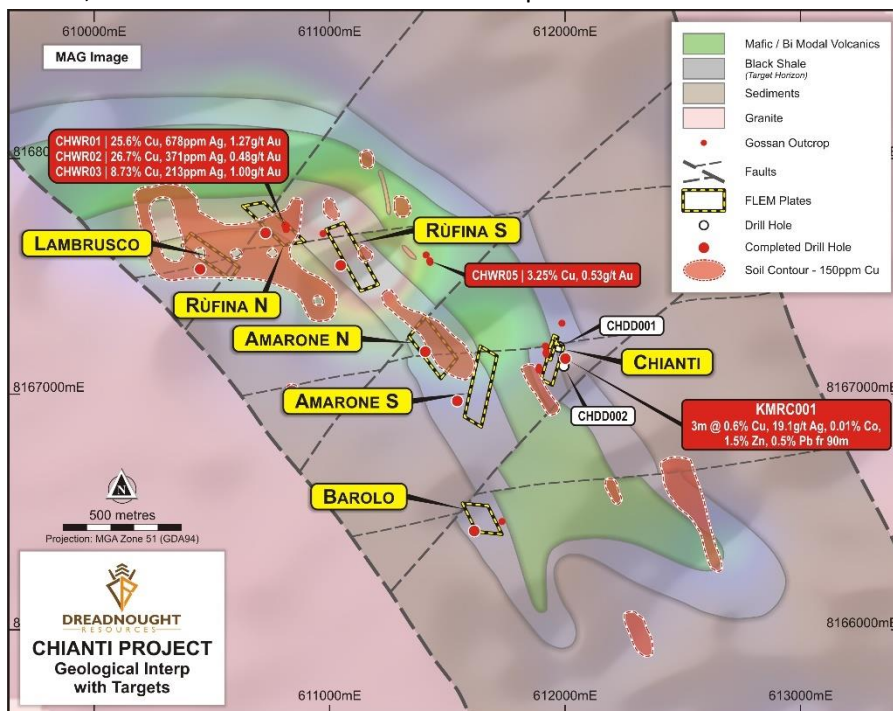 610000mE
611000mE
612000mE
MAG Image
Mafic / Bi Modal Volcanics
Black Shale
(Target Horizon)
Sediments
Granite
Gossan Outcrop
Faults
FLEM Plates
Drill Hole
Completed Drill Hole
Soil Contour - 150ppm Cu
CHWR01 | 25.6% Cu, 678ppm Ag, 1.27g/t Au
CHWR02 | 26.7% Cu, 371ppm Ag, 0.48g/t Au
CHWR03 | 8.73% Cu, 213ppm Ag, 1.00g/t Au
81680
LAMBRUSCO
RÙFINA S
RÙFINA N
CHWR05 | 3.25% Cu, 0.53g/t Au
AMARONE N
CHDD001
CHIANTI
8167000mN
8167000mE
AMARONE S
CHDD002
KMRC001
3m @ 0.6% Cu, 19.1g/t Ag, 0.01% Co,
1.5% Zn, 0.5% Pb fr 90m
BAROLO
N
500 metres
Projection: MGA Zone 51 (GDA94)
DREADNOUGHT
RESOURCES
CHIANTI PROJECT
Geological Interp
with Targets
8166000mE
611000mE
612000mE
613000mE